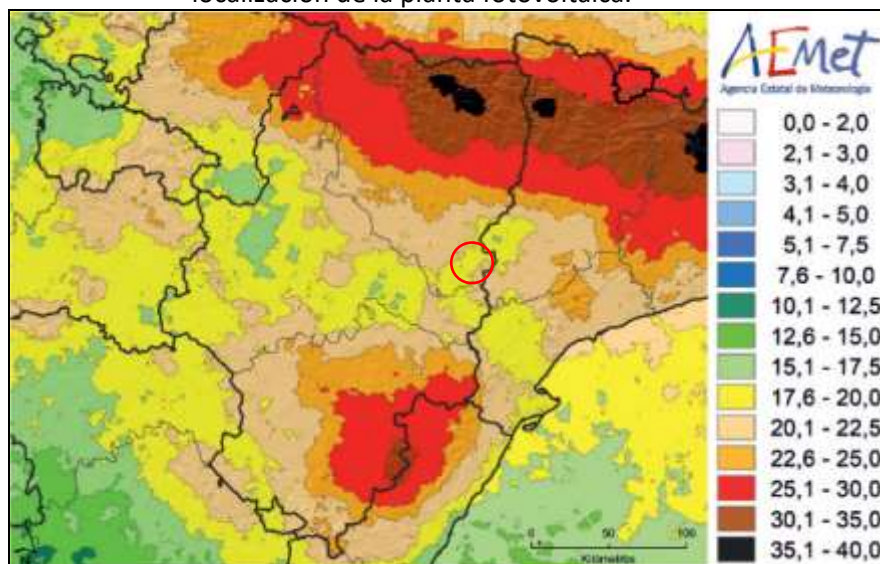 localización de la planta fotovoltaica.
AEMet
Agencia Estatal de Meteorología
0,0 - 2,0
2,1 - 3,0
3,1 - 4,0
4,1 - 5,0
5,1 - 7,5
7,6 - 10,0
10,1 - 12,5
12,6 - 15,0
15,1 - 17,5
17,6 - 20,0
20,1 - 22,5
22,6 - 25,0
25,1 - 30,0
30,1 - 35,0
35,1 - 40,0
0 50 100
Kilómetros